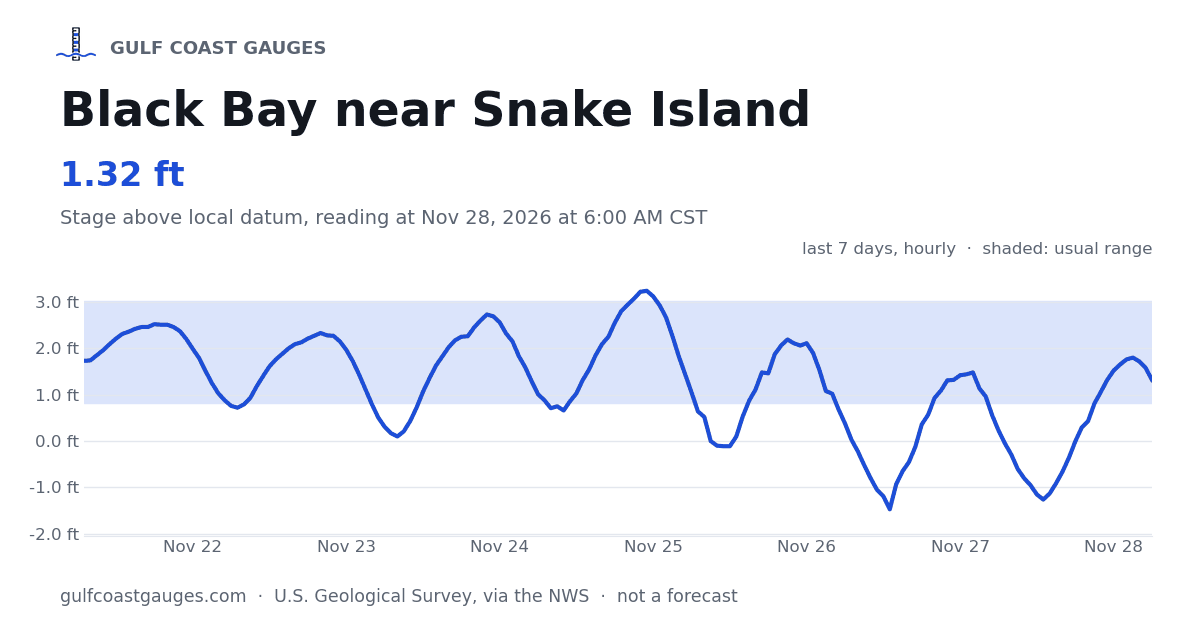 GULF COAST GAUGES
Black Bay near Snake Island
1.32 ft
Stage above local datum, reading at Nov 28, 2026 at 6:00 AM CST
last 7 days, hourly · shaded: usual range
3.0 ft
2.0 ft
1.0 ft
0.0 ft
-1.0 ft
-2.0 ft
Nov 22 Nov 23 Nov 24 Nov 25 Nov 26 Nov 27 Nov 28
gulfcoastgauges.com · U.S. Geological Survey, via the NWS · not a forecast